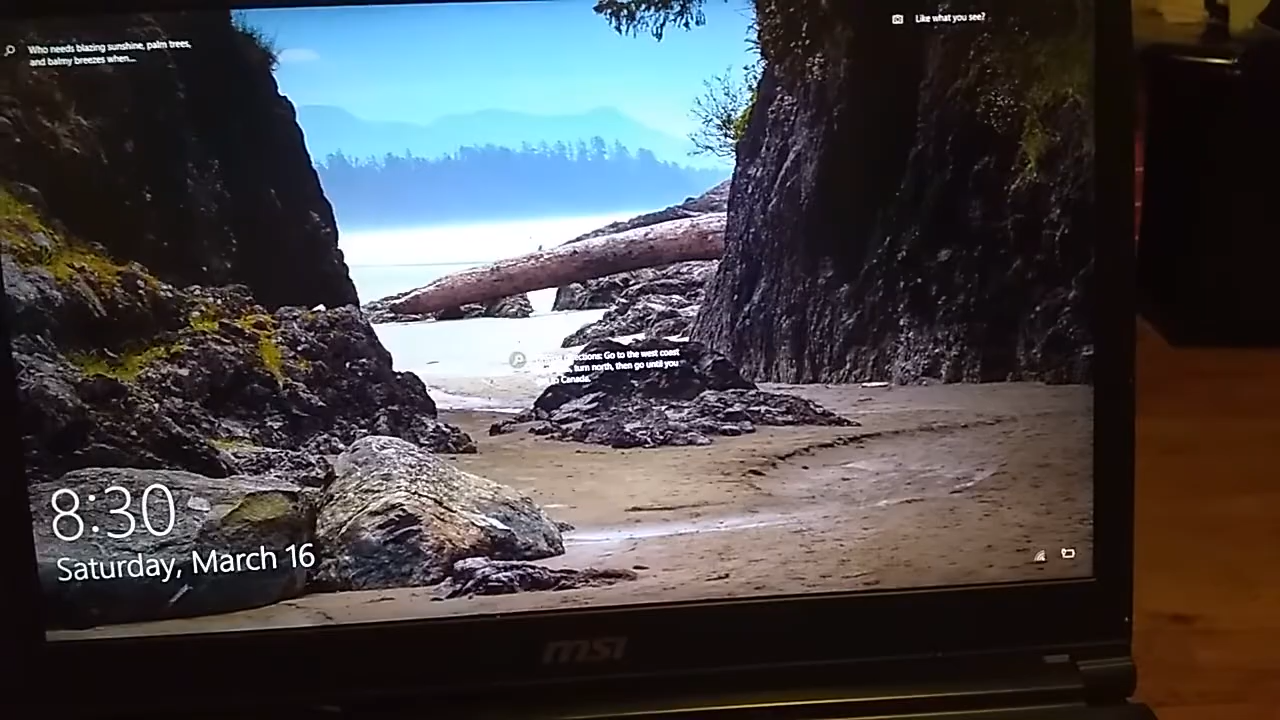 Who needs blazing sunshine, palm trees,
and balmy breezes when...
Like what you see?
Go to the west coast
turn north, then go until you
Canada.
8:30
Saturday, March 16
msi